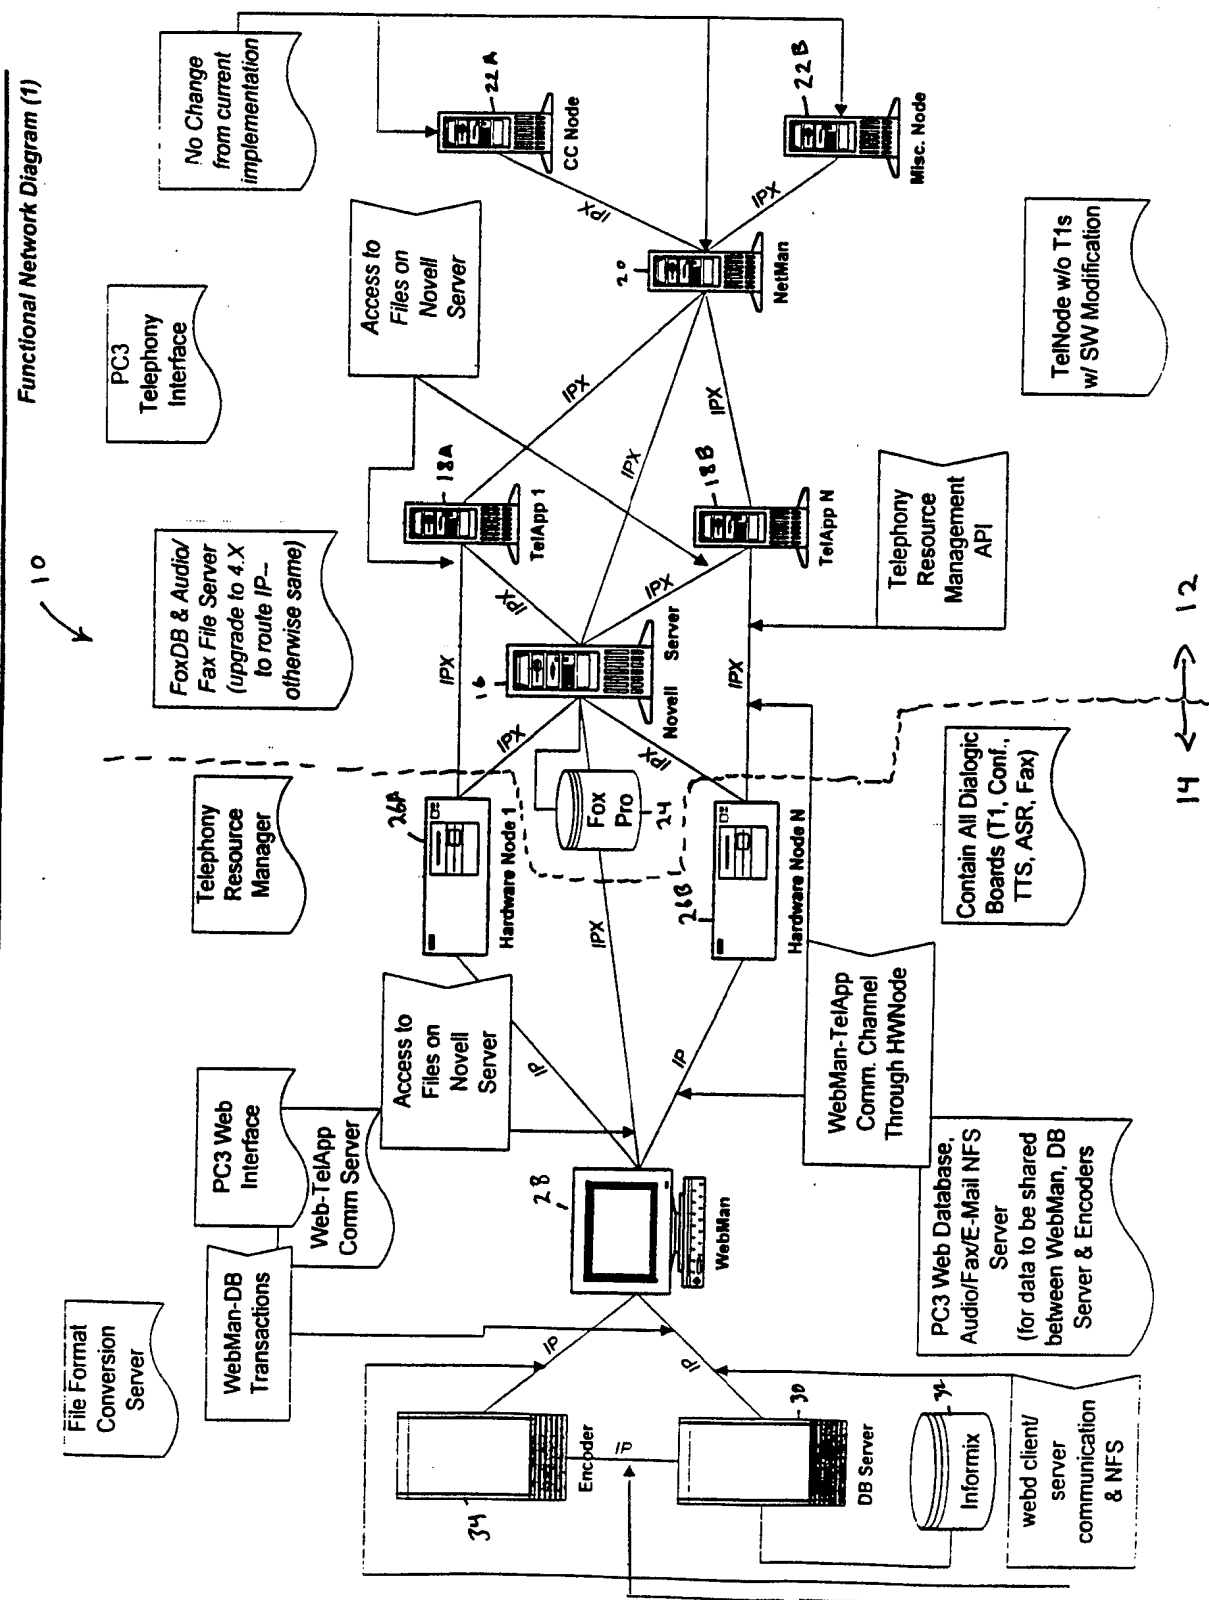 Functional Network Diagram (1)
10
File Format
Conversion
Server
WebMan-DB
Transactions
PC3 Web
Interface
Web-TelApp
Comm Server
Telephony
Resource
Manager
FoxDB & Audio/
Fax File Server
(upgrade to 4.X
to route IP--
otherwise same)
PC3
Telephony
Interface
No Change
from current
implementation
Access to
Files on
Novell
Server
Access to
Files on
Novell
Server
34
Encoder
IP
IP
IP
30
DB Server
32
Informix
webd client/
server
communication
& NFS
28
WebMan
IP
IPX
IP
26A
Hardware Node 1
26B
Hardware Node N
Fox
Pro
24
IPX
IPX
IPX
IPX
16
Novell Server
IPX
IPX
18A
TelApp 1
18B
TelApp N
IPX
IPX
IPX
20
NetMan
IPX
IPX
22A
CC Node
22B
Misc. Node
PC3 Web Database,
Audio/Fax/E-Mail NFS
Server
(for data to be shared
between WebMan, DB
Server & Encoders
WebMan-TelApp
Comm. Channel
Through HWNode
Contain All Dialogic
Boards (T1, Conf.,
TTS, ASR, Fax)
Telephony
Resource
Management
API
TelNode w/o T1s
w/ SW Modification
14
12